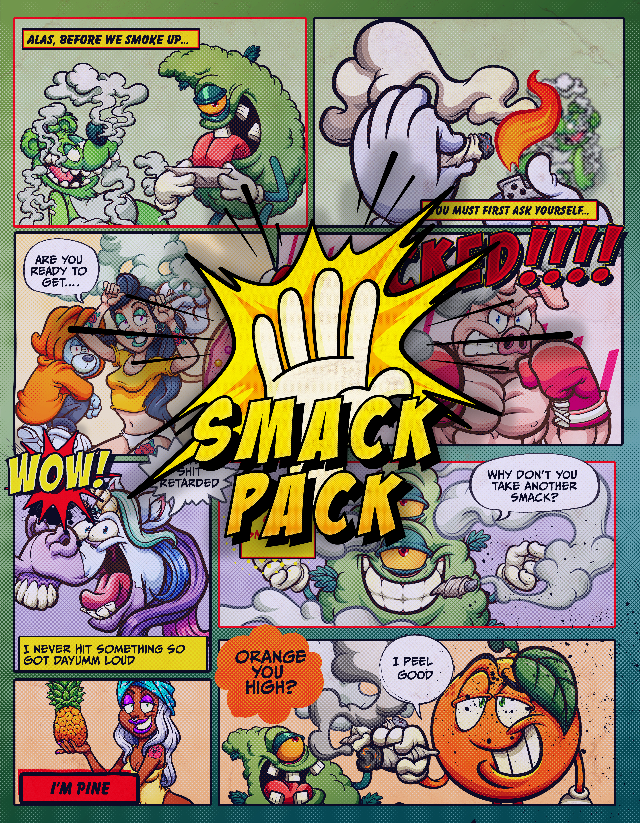 ALAS, BEFORE WE SMOKE UP...
YOU MUST FIRST ASK YOURSELF...
ARE YOU
READY TO
GET....
CKED!!!!
SMACK
PACK
WOW!
SHIT
RETARDED
WHY DON'T YOU
TAKE ANOTHER
SMACK?
I NEVER HIT SOMETHING SO
GOT DAYUMM LOUD
ORANGE
YOU
HIGH?
I PEEL
GOOD
I'M PINE